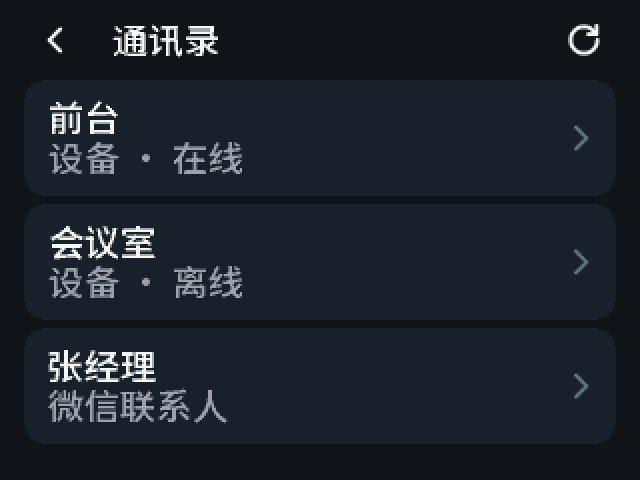 通讯录
前台
设备 · 在线
会议室
设备 · 离线
张经理
微信联系人